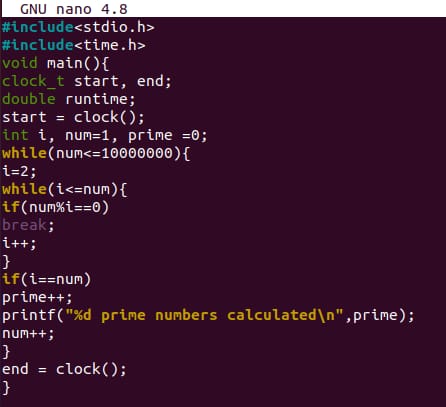 GNU nano 4.8
#include<stdio.h>
#include<time.h>
void main(){
clock_t start, end;
double runtime;
start = clock();
int i, num=1, prime =0;
while(num<=10000000){
i=2;
while(i<=num){
if(num%i==0)
break;
i++;
}
if(i==num)
prime++;
printf("%d prime numbers calculated\n",prime);
num++;
}
end = clock();
}